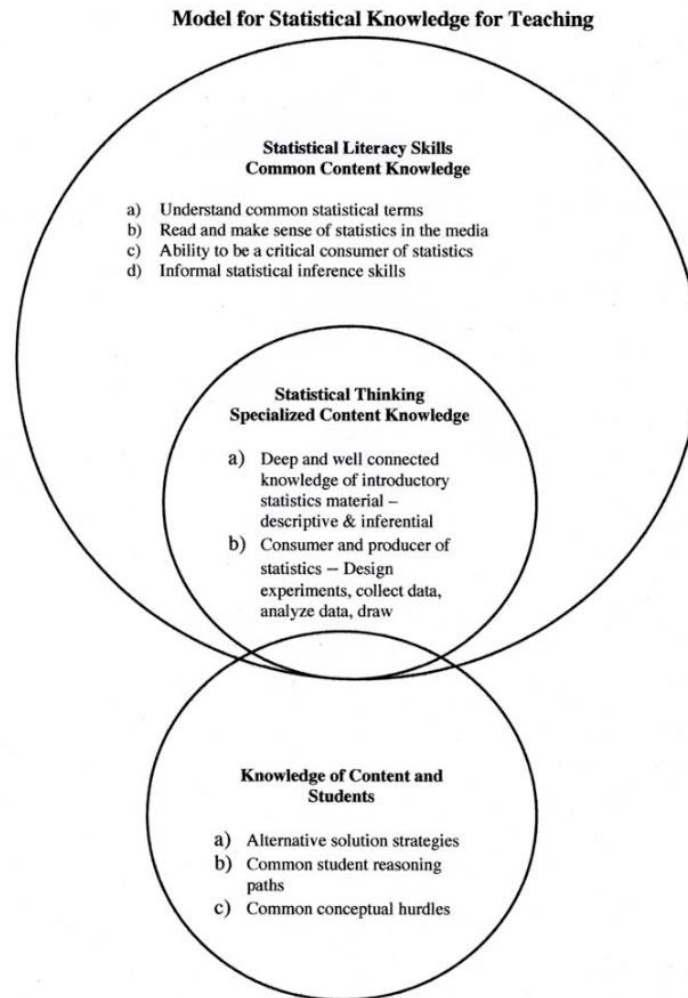 Model for Statistical Knowledge for Teaching
Statistical Literacy Skills
Common Content Knowledge
a) Understand common statistical terms
b) Read and make sense of statistics in the media
c) Ability to be a critical consumer of statistics
d) Informal statistical inference skills
Statistical Thinking
Specialized Content Knowledge
a) Deep and well connected
knowledge of introductory
statistics material –
descriptive & inferential
b) Consumer and producer of
statistics – Design
experiments, collect data,
analyze data, draw
Knowledge of Content and
Students
a) Alternative solution strategies
b) Common student reasoning
paths
c) Common conceptual hurdles